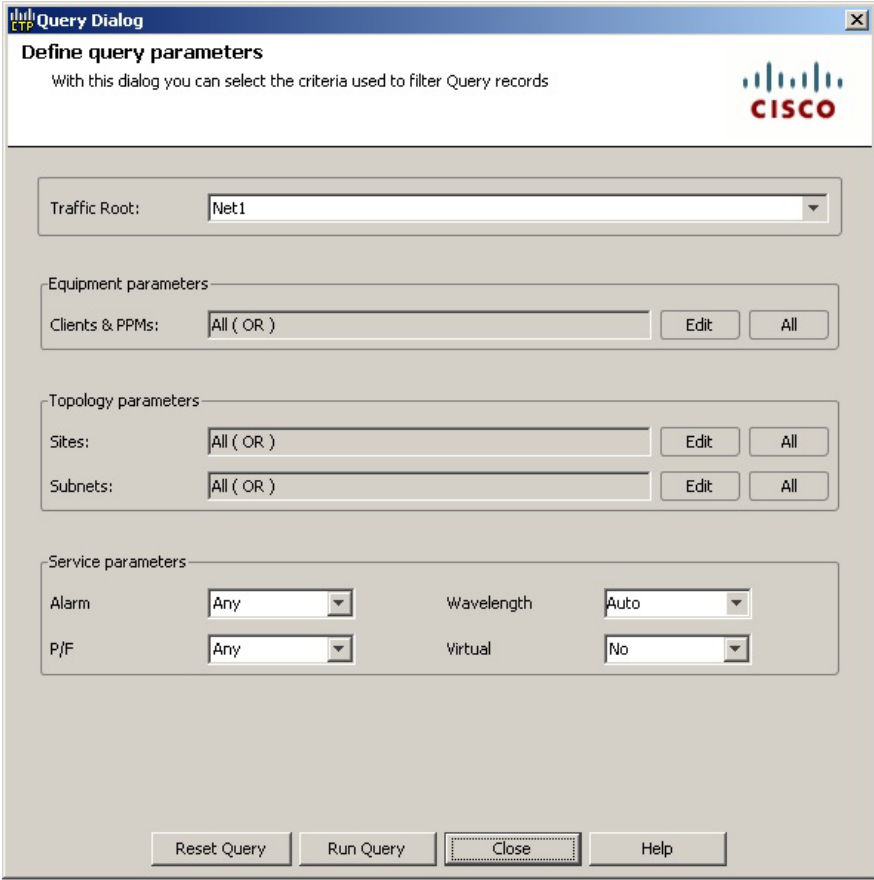 CTP Query Dialog
Define query parameters
With this dialog you can select the criteria used to filter Query records
CISCO
Traffic Root: Net1
Equipment parameters
Clients & PPMs: All ( OR ) Edit All
Topology parameters
Sites: All ( OR ) Edit All
Subnets: All ( OR ) Edit All
Service parameters
Alarm Any Wavelength Auto
P/F Any Virtual No
Reset Query Run Query Close Help